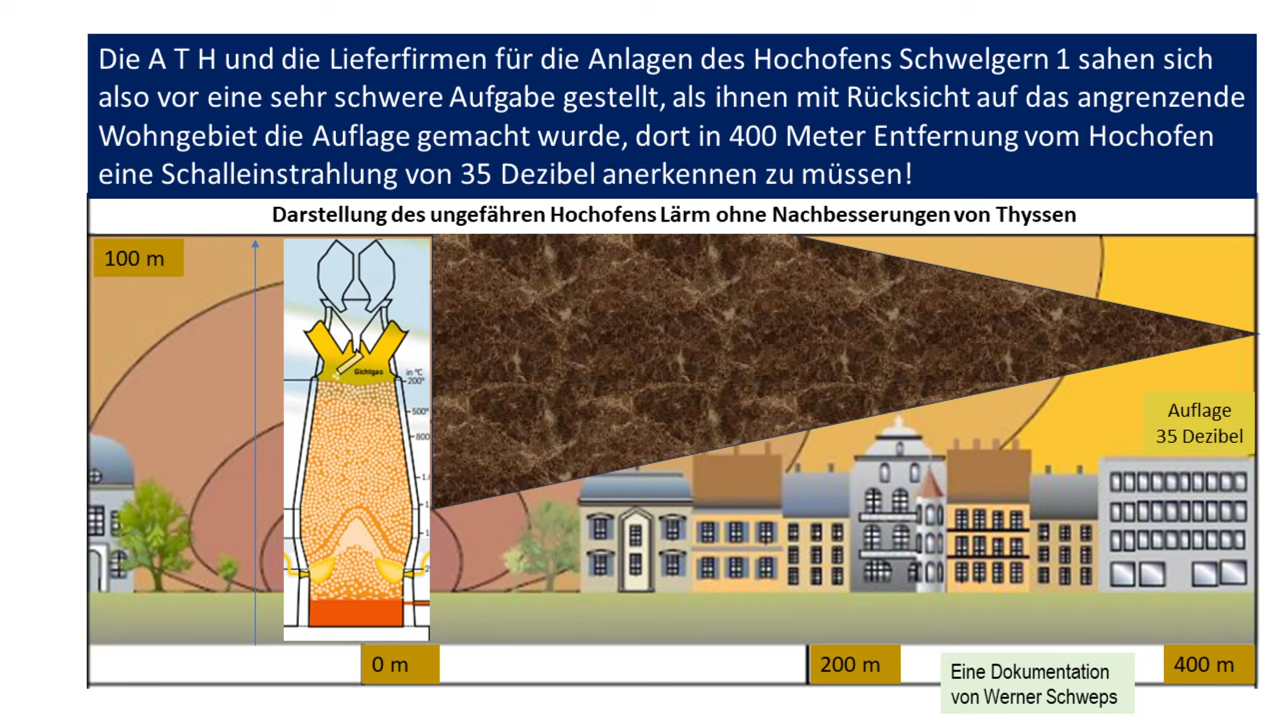 Die A T H und die Lieferfirmen für die Anlagen des Hochofens Schwelgern 1 sahen sich
also vor eine sehr schwere Aufgabe gestellt, als ihnen mit Rücksicht auf das angrenzende
Wohngebiet die Auflage gemacht wurde, dort in 400 Meter Entfernung vom Hochofen
eine Schalleinstrahlung von 35 Dezibel anerkennen zu müssen!
Darstellung des ungefähren Hochofens Lärm ohne Nachbesserungen von Thyssen
100 m
Gichtgas
in °C
200°
500°
800
Auflage
35 Dezibel
0 m
200 m
400 m
Eine Dokumentation
von Werner Schweps